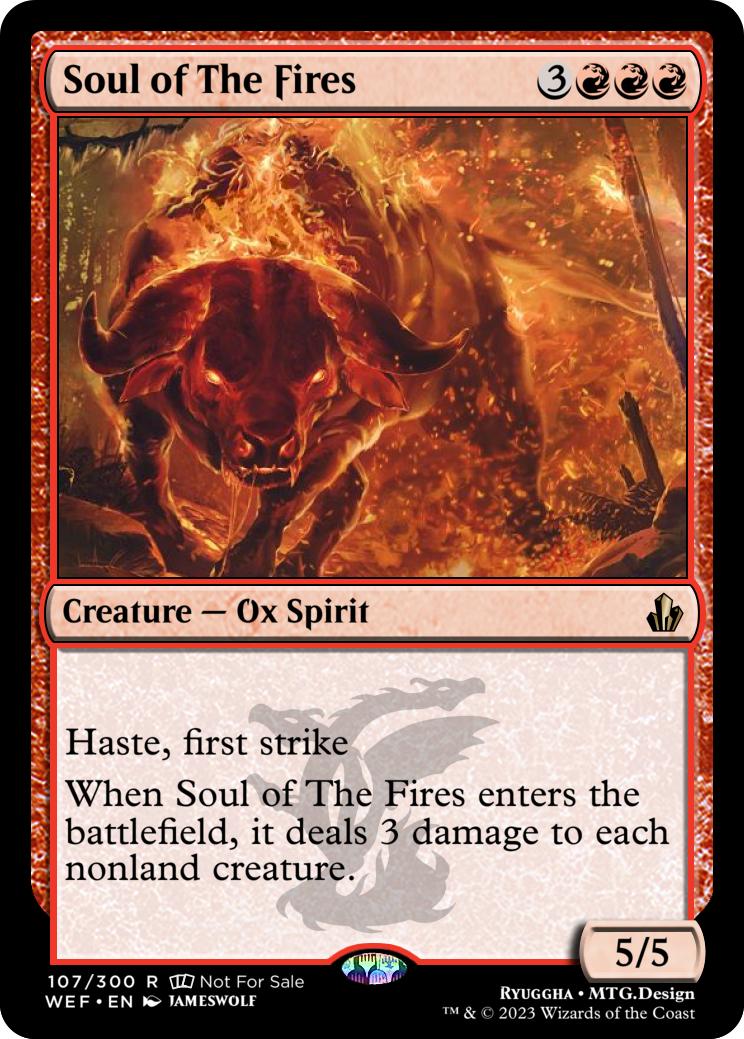 Soul of The Fires 3
Creature — Ox Spirit
Haste, first strike
When Soul of The Fires enters the
battlefield, it deals 3 damage to each
nonland creature.
5/5
107/300 R Not For Sale
WEF • EN JAMESWOLF
RYUGGHA • MTG.Design
™ & © 2023 Wizards of the Coast